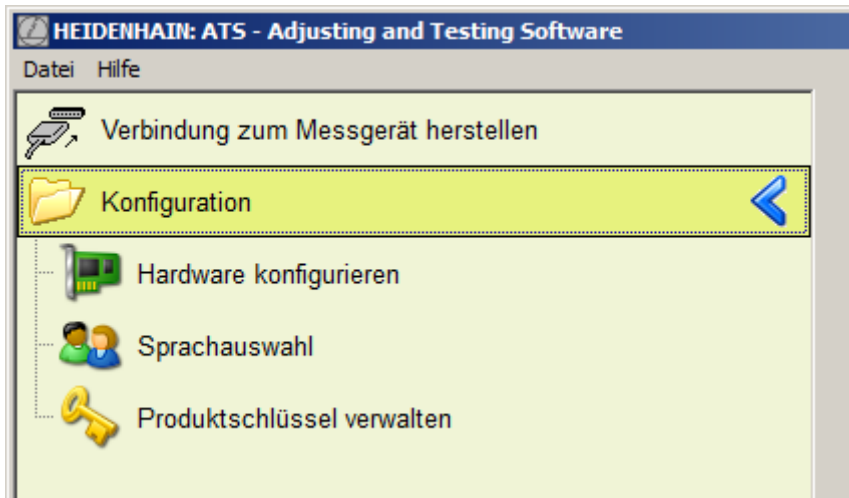 HEIDENHAIN: ATS - Adjusting and Testing Software
Datei Hilfe
Verbindung zum Messgerät herstellen
Konfiguration
Hardware konfigurieren
Sprachauswahl
Produktschlüssel verwalten